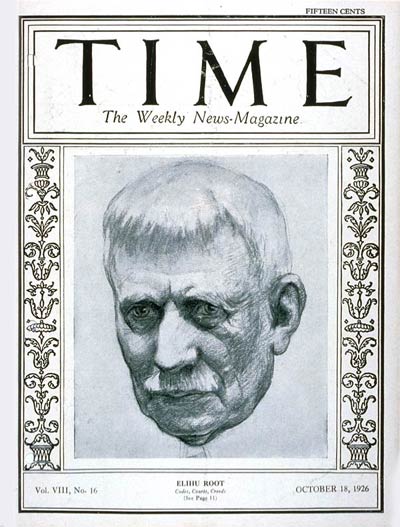 FIFTEEN CENTS
TIME
The Weekly News-Magazine
ELIHU ROOT
Codes, Courts, Creeds
(See Page 11)
Vol. VIII, No. 16
OCTOBER 18, 1926